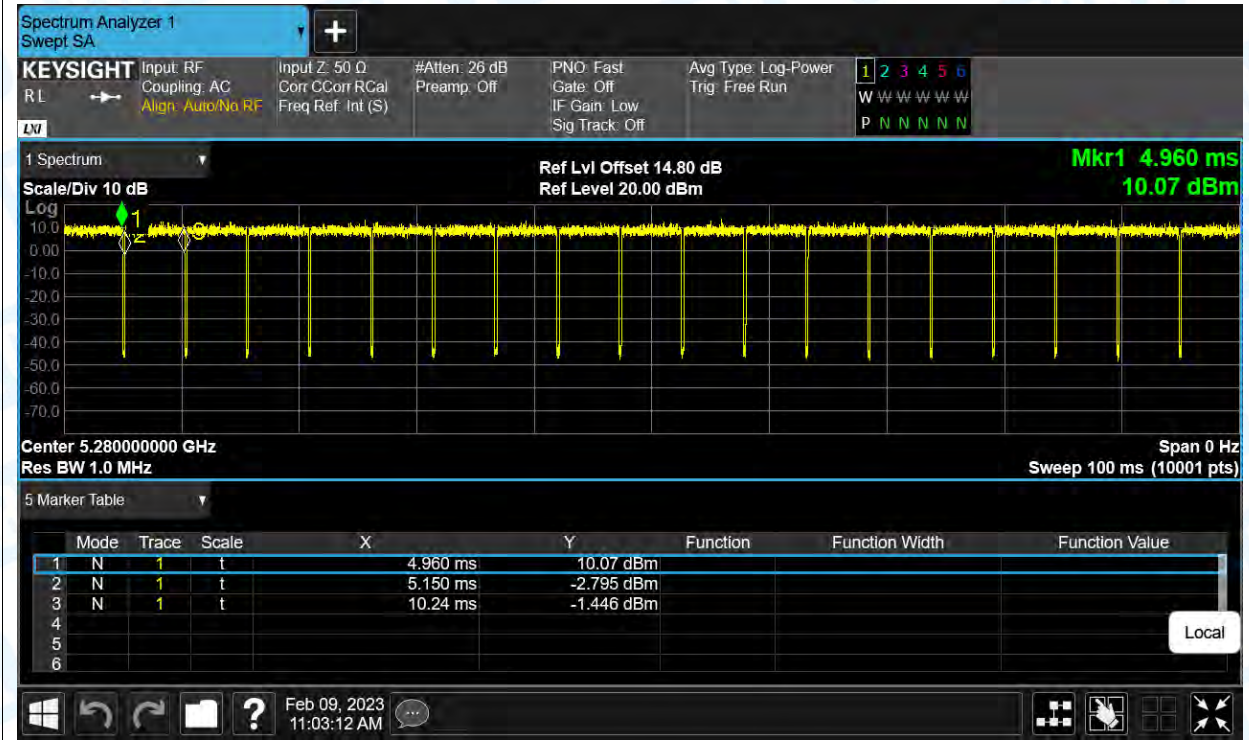 Spectrum Analyzer 1
Swept SA
+
KEYSIGHT Input: RF Input Z: 50 Ω #Atten: 26 dB PNO: Fast Avg Type: Log-Power 1 2 3 4 5 6
R L Coupling: AC Corr CCorr RCal Preamp: Off Gate: Off Trig: Free Run W W W W W W
Align: Auto/No RF Freq Ref: Int (S) IF Gain: Low
LXI Sig Track: Off P N N N N N
1 Spectrum Ref Lvl Offset 14.80 dB Mkr1 4.960 ms
Scale/Div 10 dB Ref Level 20.00 dBm 10.07 dBm
Log
1
10.0
2 3
0.00
-10.0
-20.0
-30.0
-40.0
-50.0
-60.0
-70.0
Center 5.280000000 GHz Span 0 Hz
Res BW 1.0 MHz Sweep 100 ms (10001 pts)
5 Marker Table
Mode Trace Scale X Y Function Function Width Function Value
1 N 1 t 4.960 ms 10.07 dBm
2 N 1 t 5.150 ms -2.795 dBm
3 N 1 t 10.24 ms -1.446 dBm
4
5
6
Local
? Feb 09, 2023
11:03:12 AM